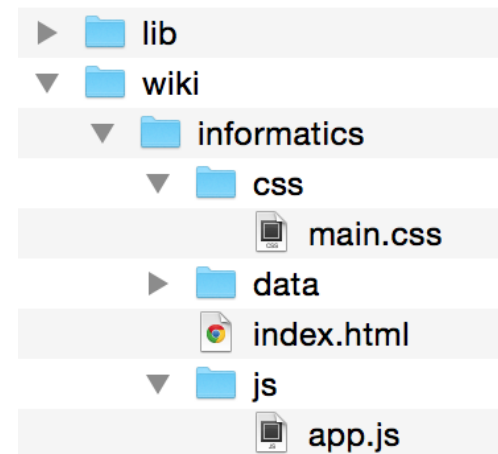 lib
wiki
informatics
css
main.css
data
index.html
js
app.js